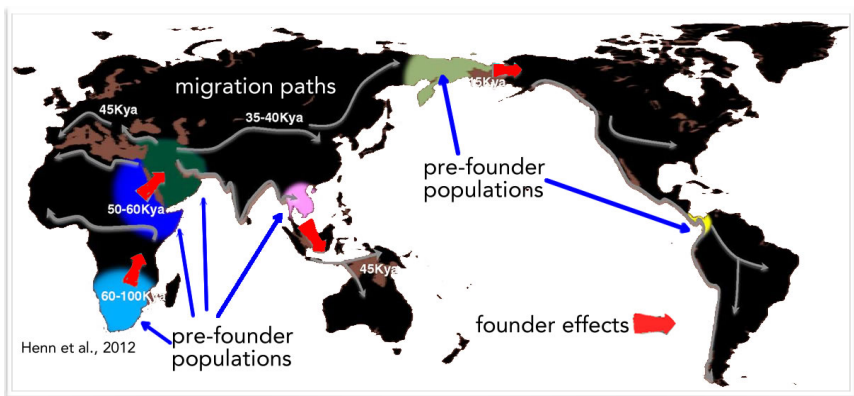 migration paths
45Kya
35-40Kya
15Kya
pre-founder
populations
50-60Kya
45Kya
60-100Kya
founder effects
pre-founder
populations
Henn et al., 2012